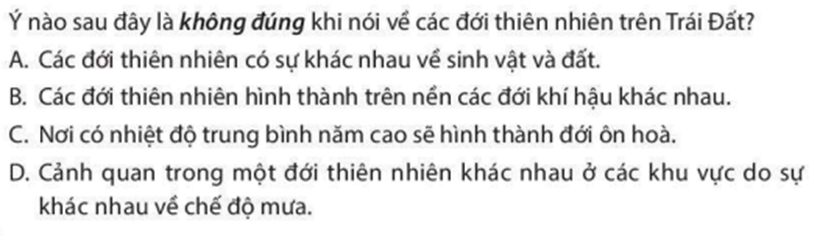 Ý nào sau đây là không đúng khi nói về các đới thiên nhiên trên Trái Đất?
A. Các đới thiên nhiên có sự khác nhau về sinh vật và đất.
B. Các đới thiên nhiên hình thành trên nền các đới khí hậu khác nhau.
C. Nơi có nhiệt độ trung bình năm cao sẽ hình thành đới ôn hoà.
D. Cảnh quan trong một đới thiên nhiên khác nhau ở các khu vực do sự
khác nhau về chế độ mưa.